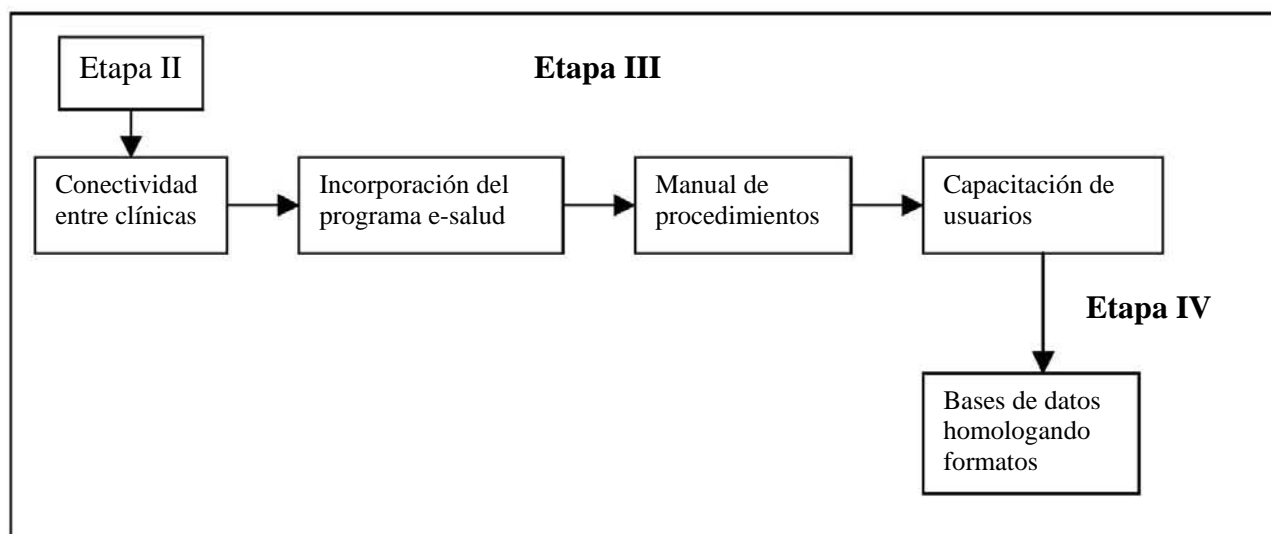 Etapa II
Etapa III
Conectividad
entre clínicas
Incorporación del
programa e-salud
Manual de
procedimientos
Capacitación de
usuarios
Etapa IV
Bases de datos
homologando
formatos